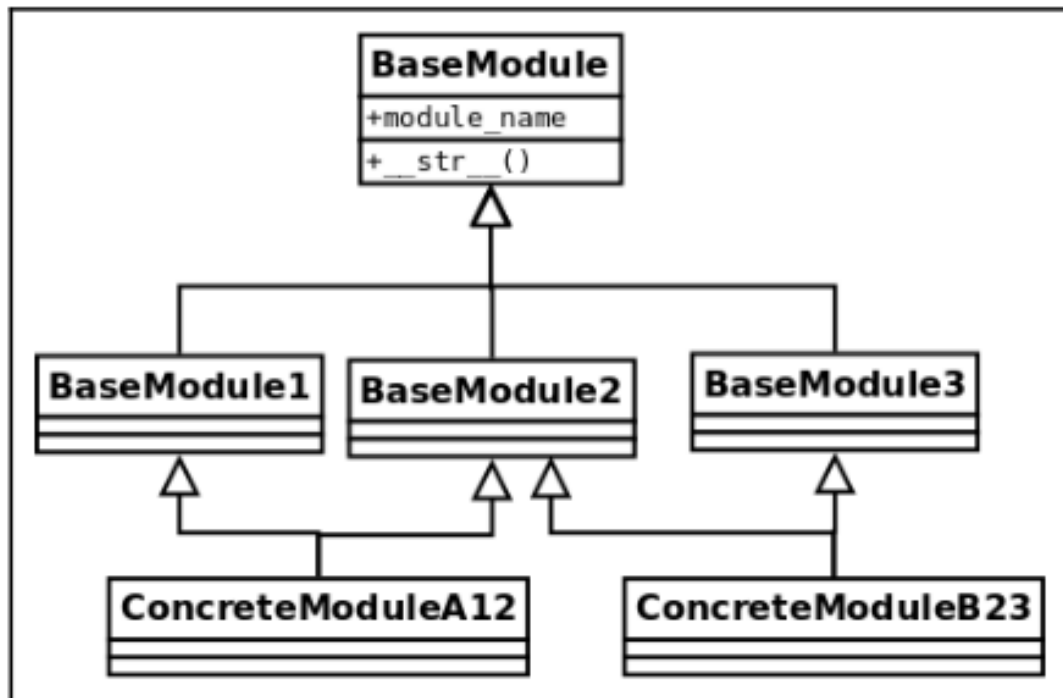 BaseModule
+module_name
+__str__()
BaseModule1
BaseModule2
BaseModule3
ConcreteModuleA12
ConcreteModuleB23